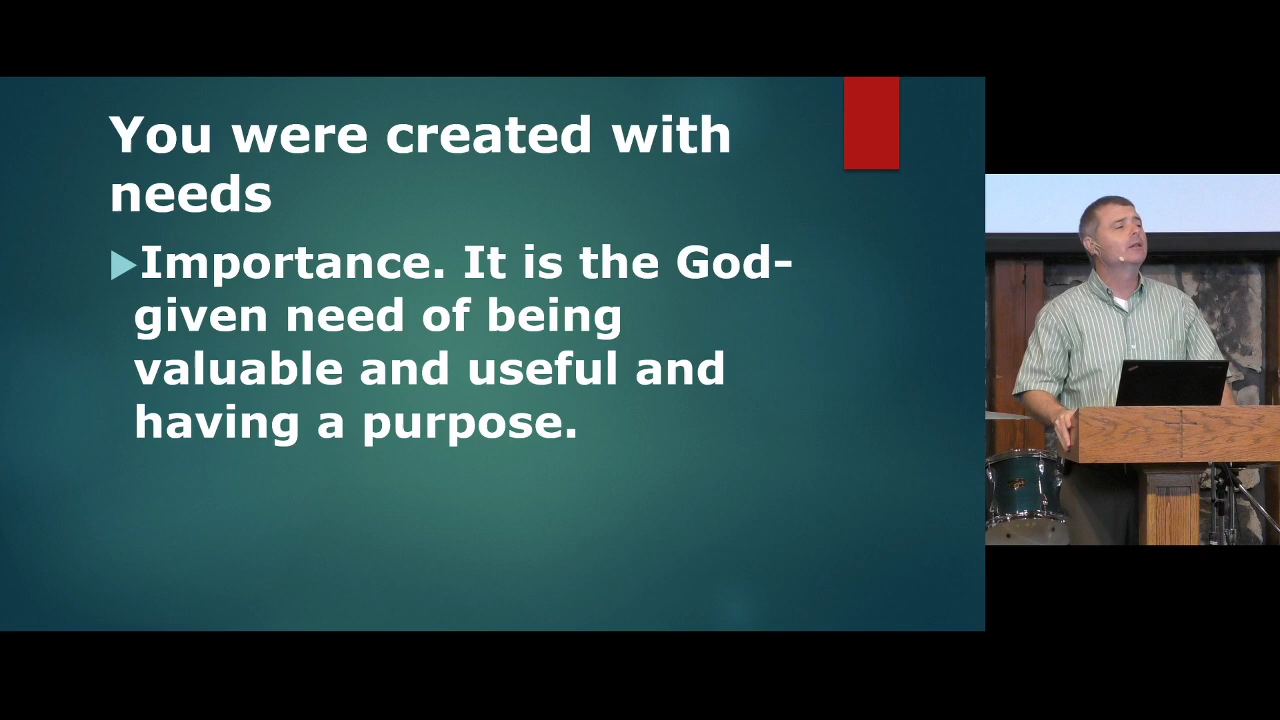 You were created with
needs
Importance. It is the God-
given need of being
valuable and useful and
having a purpose.